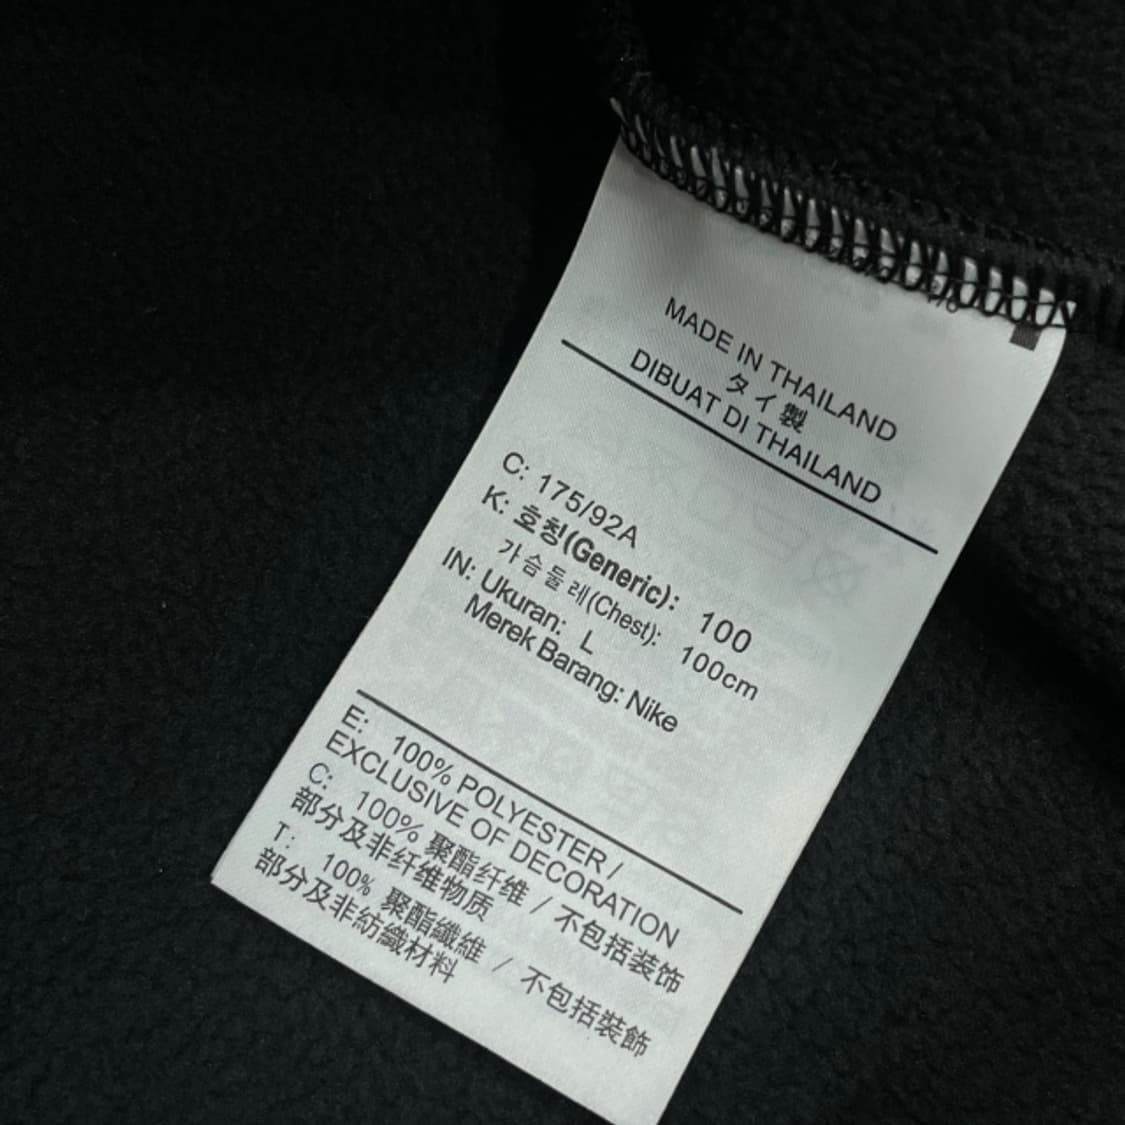 MADE IN THAILAND
タイ製
DIBUAT DI THAILAND
C: 175/92A
K: 호칭(Generic): 100
가슴둘레(Chest): 100cm
IN: Ukuran: L
Merek Barang: Nike
E: 100% POLYESTER /
EXCLUSIVE OF DECORATION
C: 100% 聚酯纤维 / 不包括装饰
部分及非纤维物质
T: 100% 聚酯纖維 / 不包括裝飾
部分及非紡織材料